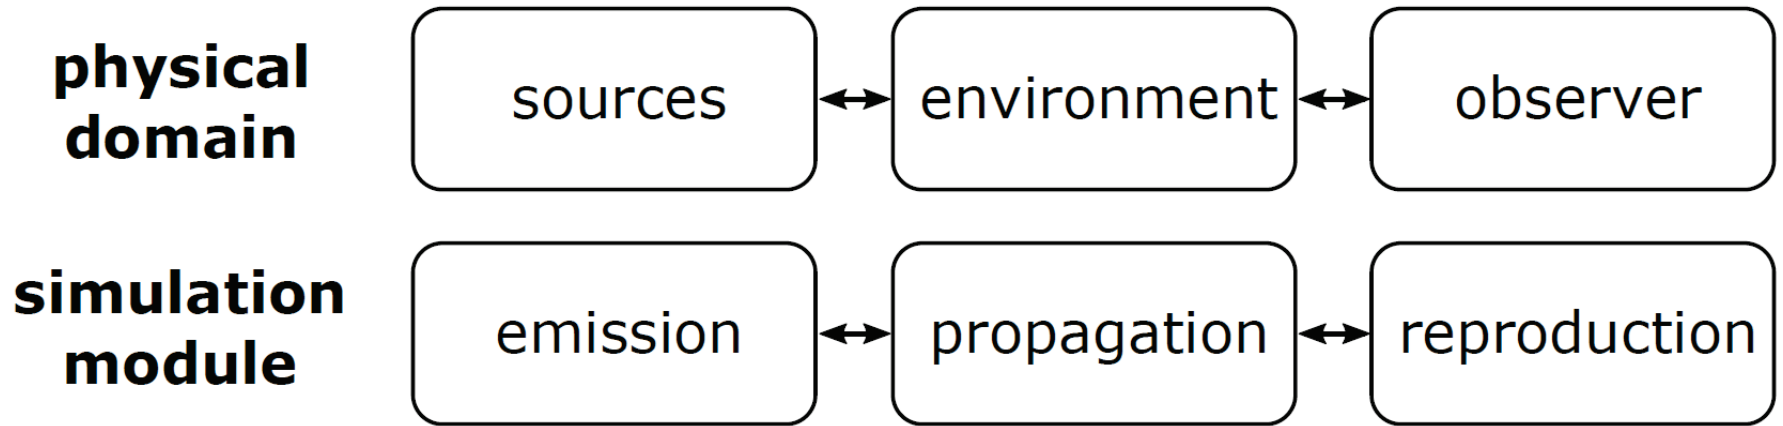 physical
domain
sources
environment
observer
simulation
module
emission
propagation
reproduction